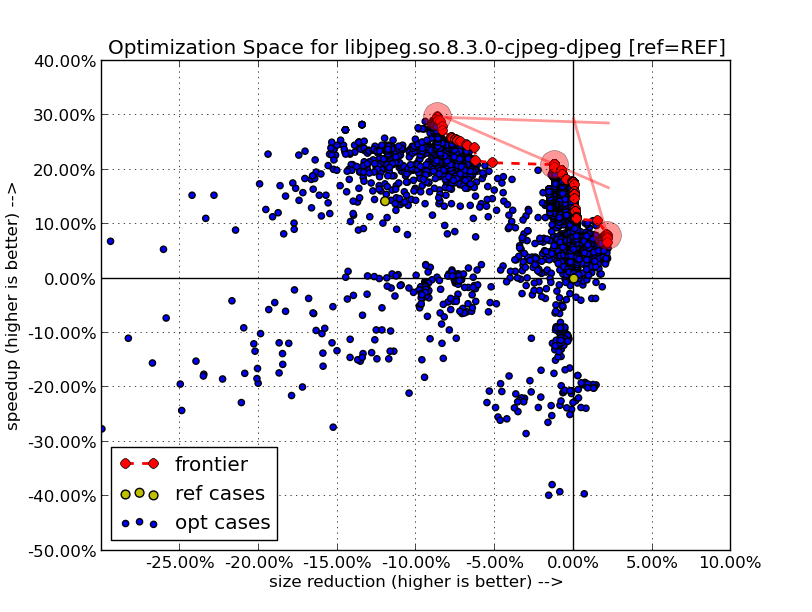 Optimization Space for libjpeg.so.8.3.0-cjpeg-djpeg [ref=REF]
40.00%
30.00%
20.00%
10.00%
0.00%
-10.00%
-20.00%
-30.00%
-40.00%
-50.00%
speedup (higher is better) -->
frontier
ref cases
opt cases
-25.00% -20.00% -15.00% -10.00% -5.00% 0.00% 5.00% 10.00%
size reduction (higher is better) -->